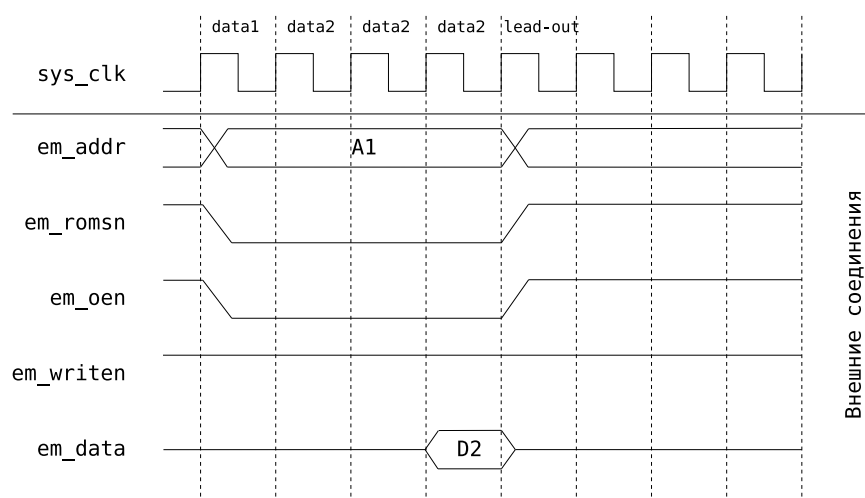 data1 data2 data2 data2 lead-out
sys_clk
em_addr A1
em_romsn
em_oen
em_writen
em_data D2
Внешние соединения